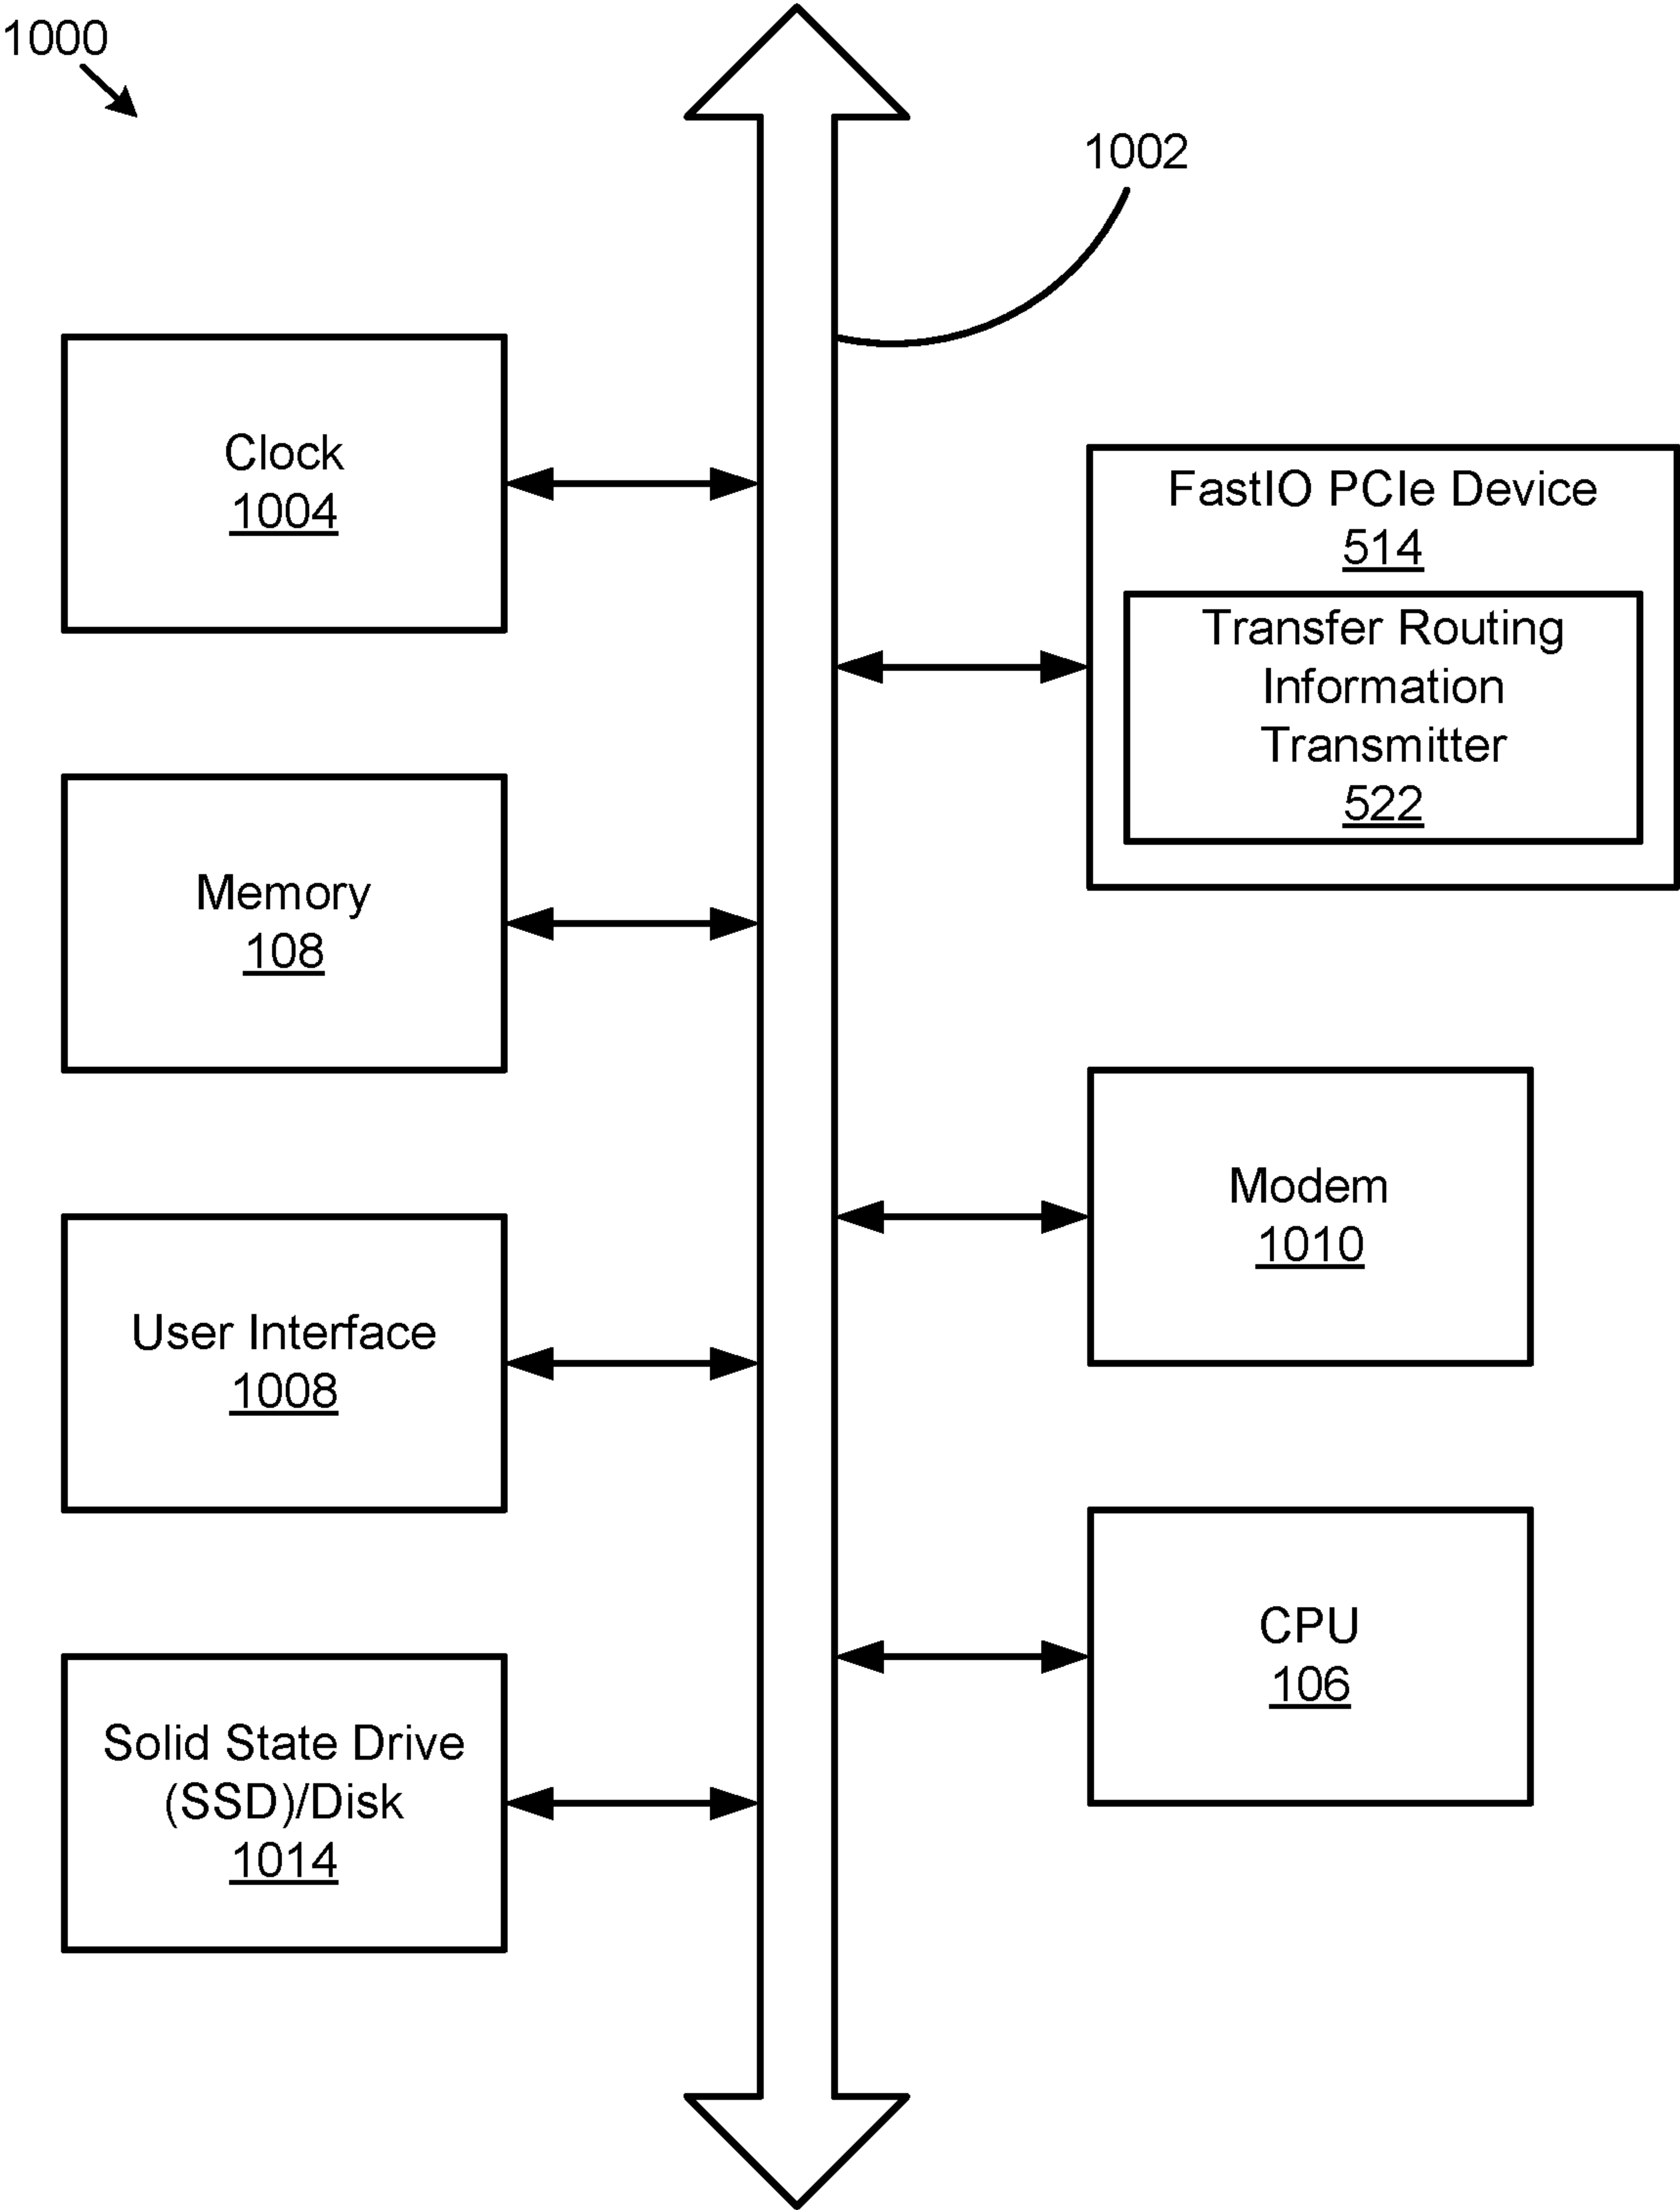 1000
1002
Clock
1004
FastIO PCIe Device
514
Transfer Routing
Information
Transmitter
522
Memory
108
Modem
1010
User Interface
1008
CPU
106
Solid State Drive
(SSD)/Disk
1014